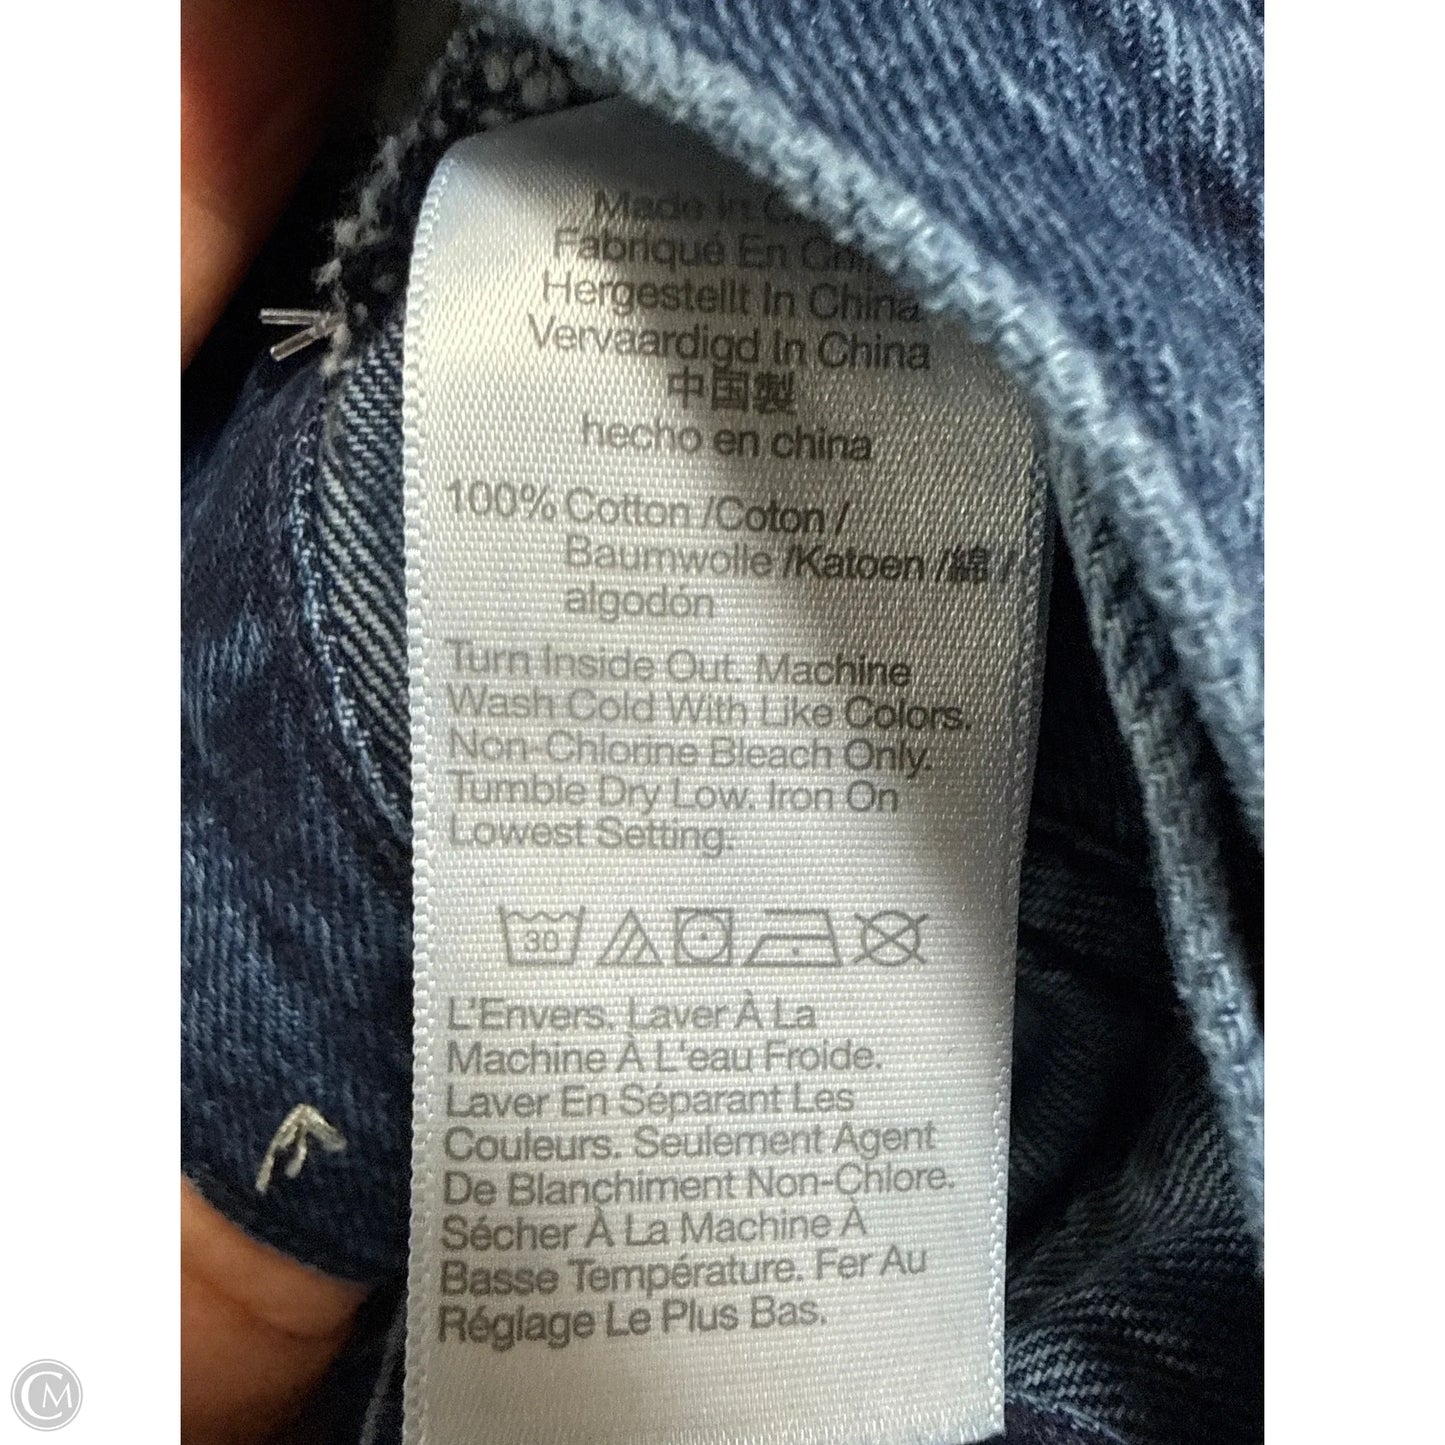 Made In
Fabriqué En
Hergestellt In China
Vervaardigd In China
中国製
hecho en china
100% Cotton /Coton /
Baumwolle /Katoen /綿 /
algodón
Turn Inside Out. Machine
Wash Cold With Like Colors.
Non-Chlorine Bleach Only.
Tumble Dry Low. Iron On
Lowest Setting.
30
L'Envers. Laver À La
Machine À L'eau Froide.
Laver En Séparant Les
Couleurs. Seulement Agent
De Blanchiment Non-Chlore.
Sécher À La Machine À
Basse Température. Fer Au
Réglage Le Plus Bas.
CM